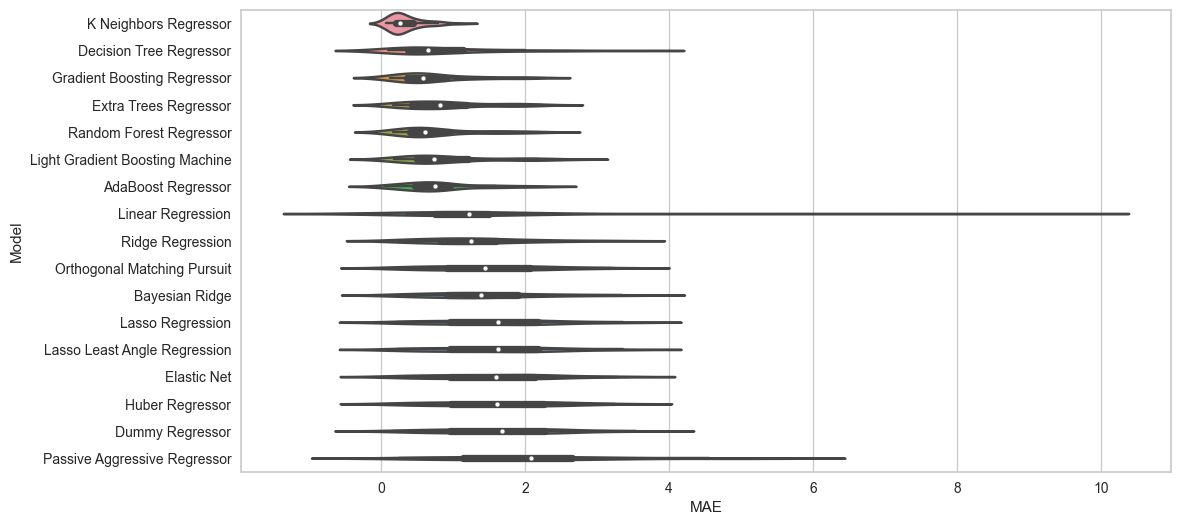 Model
K Neighbors Regressor
Decision Tree Regressor
Gradient Boosting Regressor
Extra Trees Regressor
Random Forest Regressor
Light Gradient Boosting Machine
AdaBoost Regressor
Linear Regression
Ridge Regression
Orthogonal Matching Pursuit
Bayesian Ridge
Lasso Regression
Lasso Least Angle Regression
Elastic Net
Huber Regressor
Dummy Regressor
Passive Aggressive Regressor
0 2 4 6 8 10
MAE